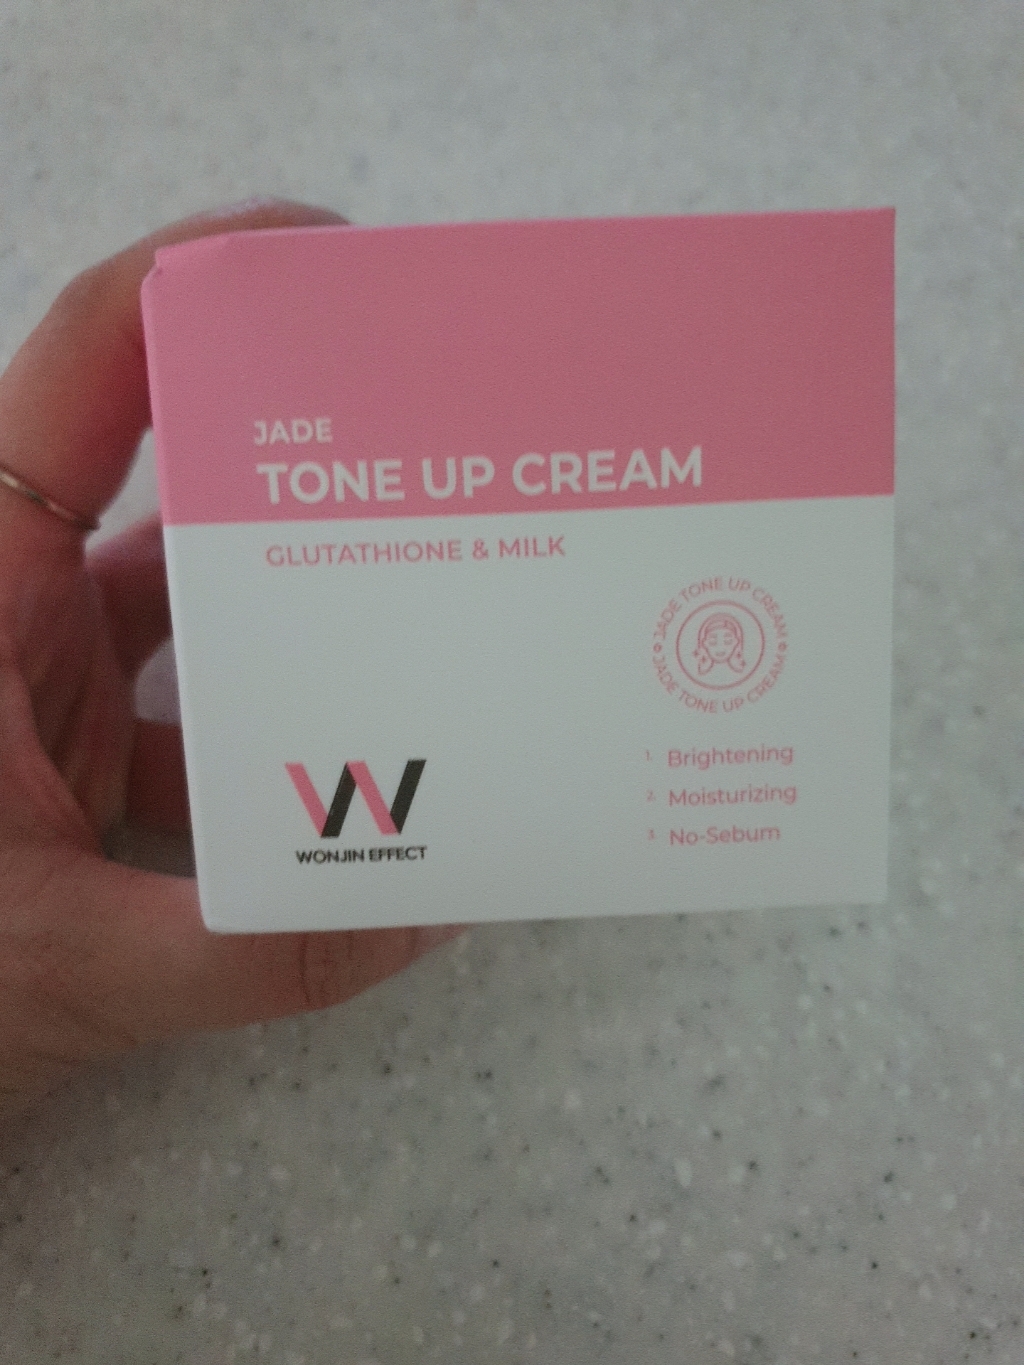 JADE
TONE UP CREAM
GLUTATHIONE & MILK
JADE TONE UP CREAM
JADE TONE UP CREAM
1. Brightening
2. Moisturizing
3. No-Sebum
W
WONJIN EFFECT